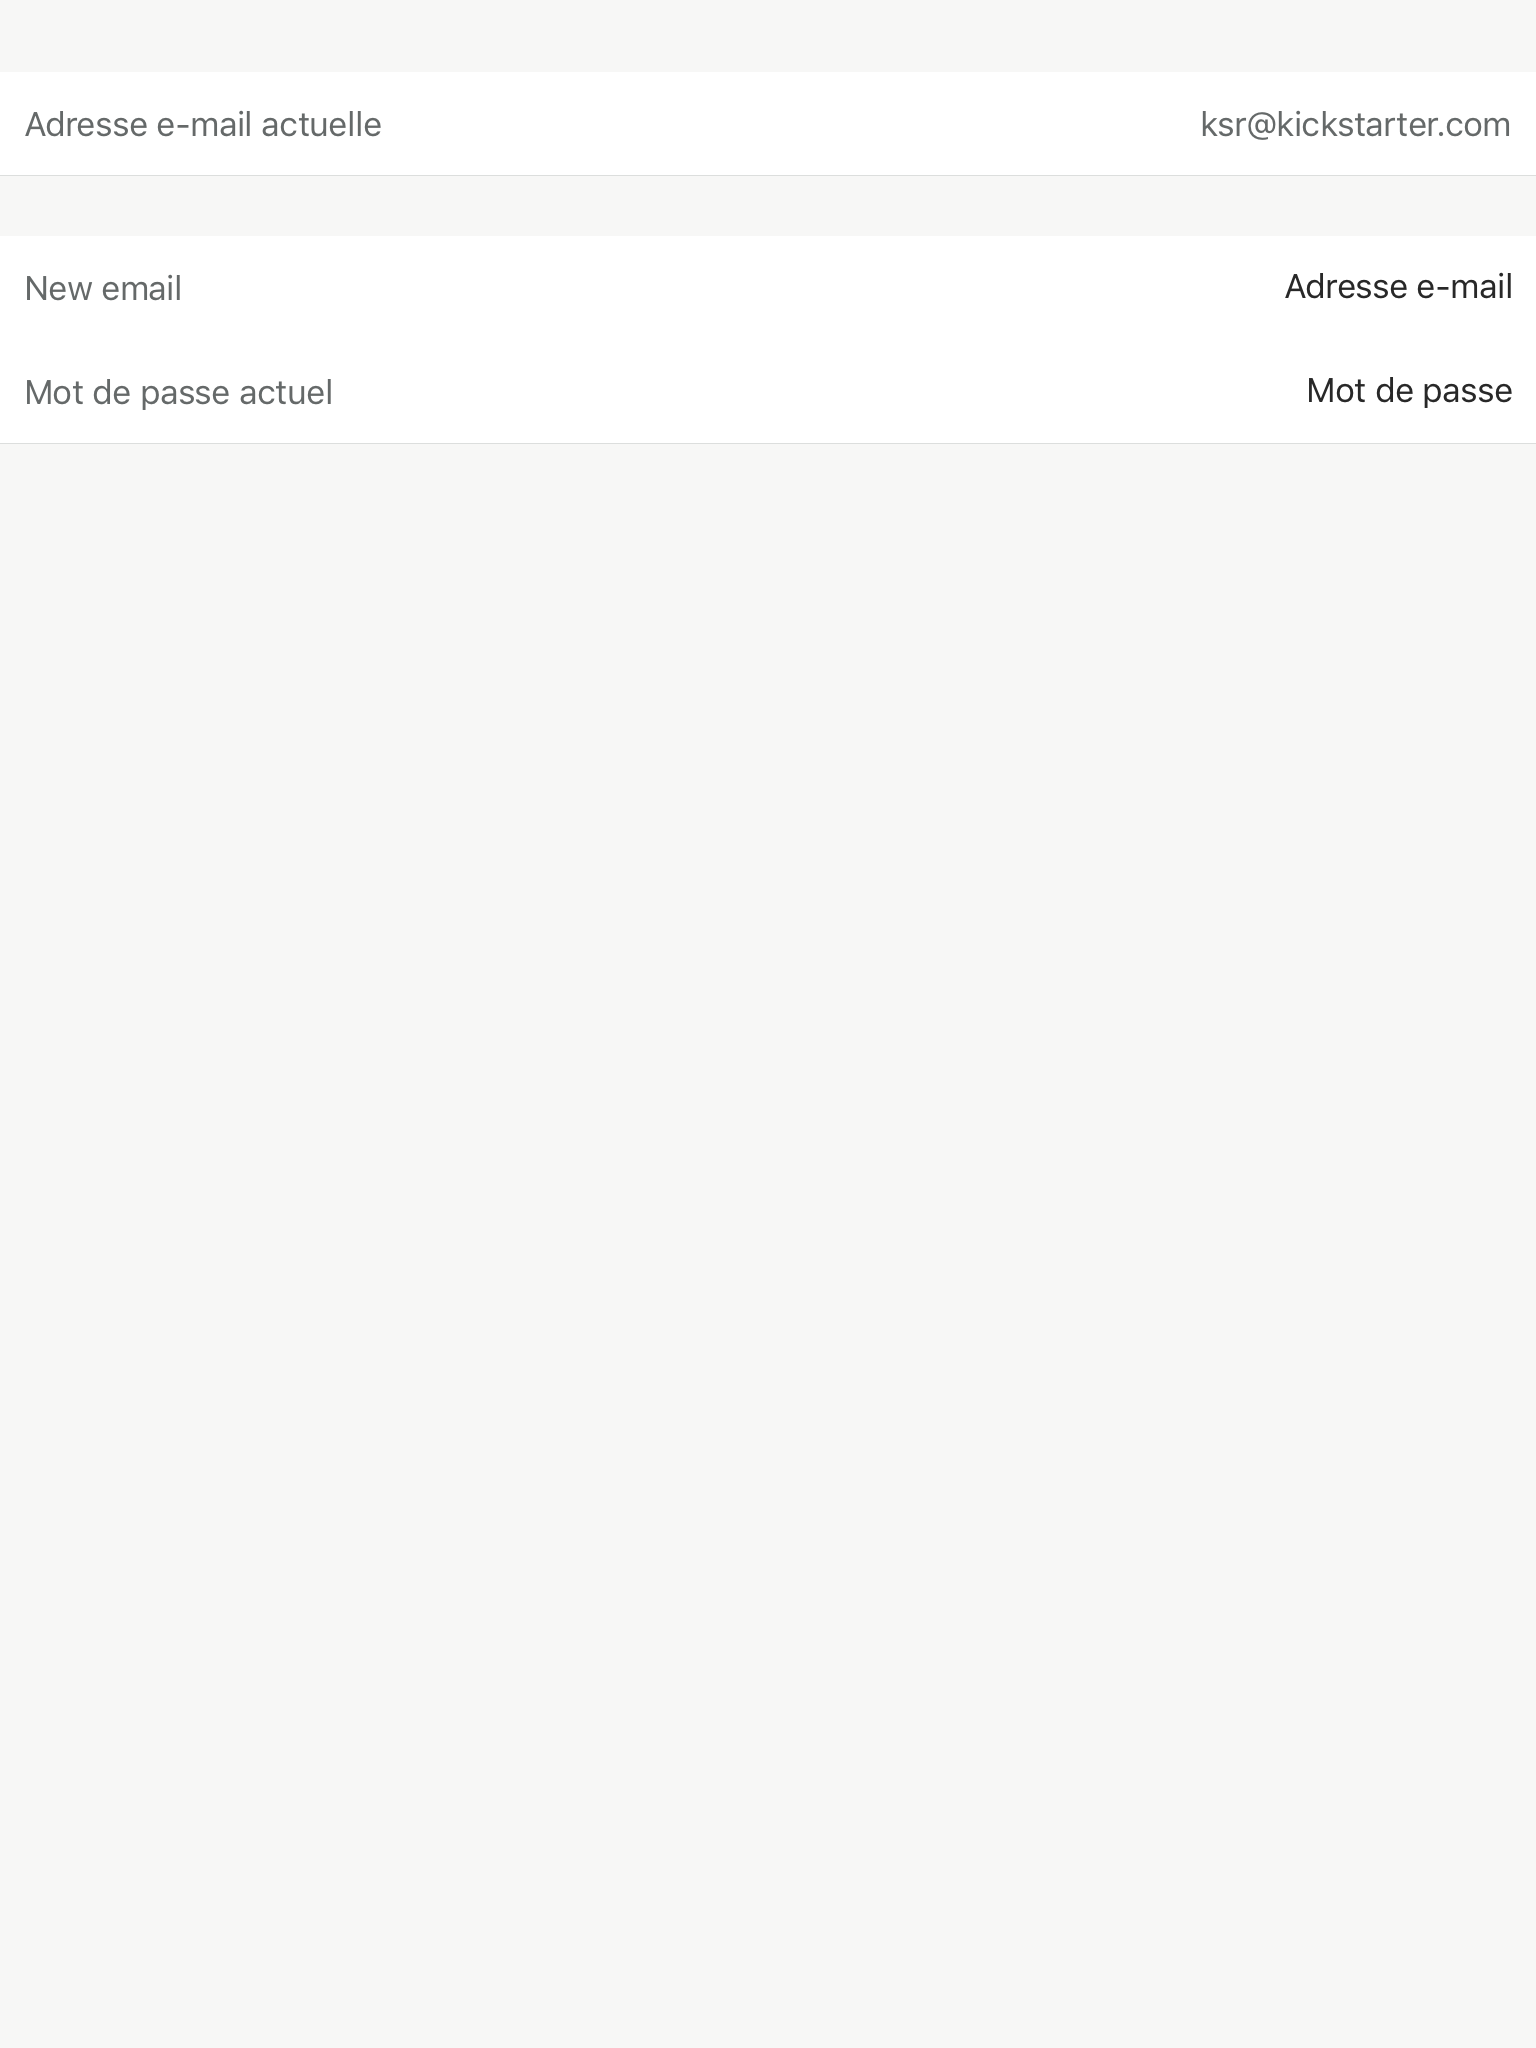 Adresse e-mail actuelle ksr@kickstarter.com
New email Adresse e-mail
Mot de passe actuel Mot de passe